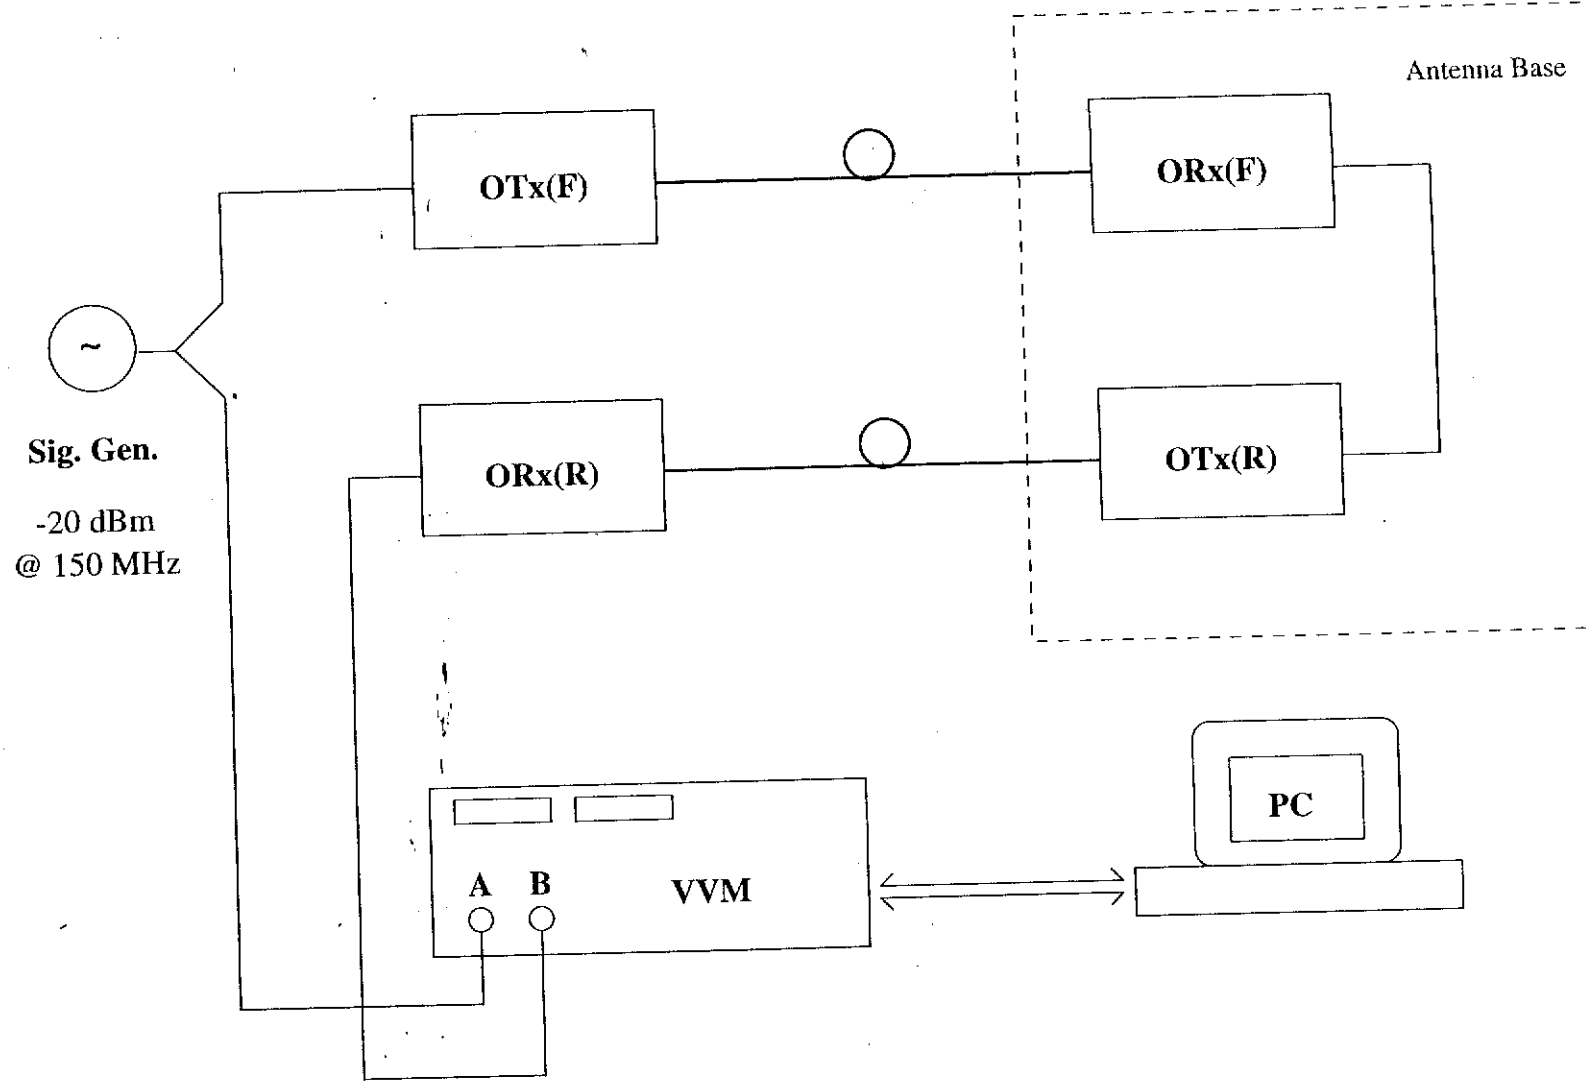 Antenna Base
OTx(F)
ORx(F)
~
Sig. Gen.
-20 dBm
@ 150 MHz
ORx(R)
OTx(R)
PC
A
B
VVM